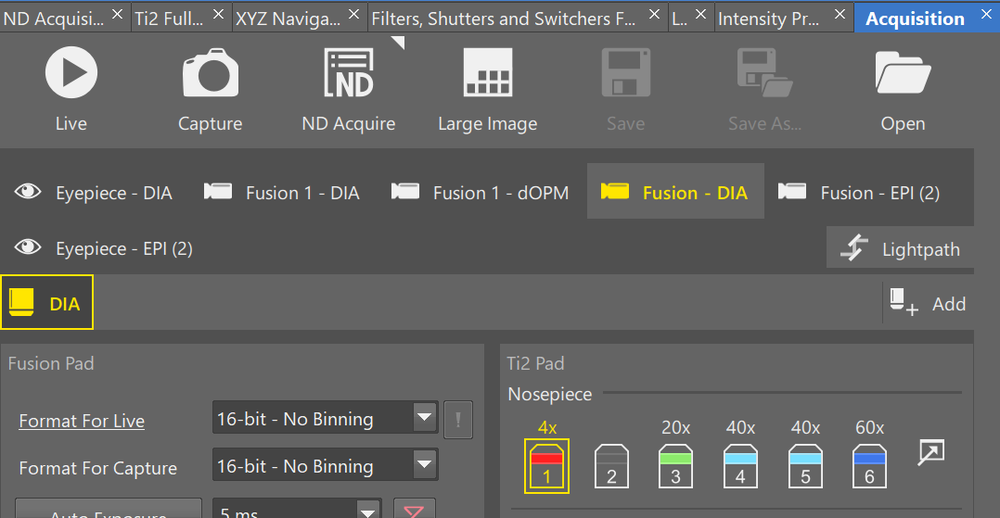 ND Acquisi... Ti2 Full... XYZ Naviga... Filters, Shutters and Switchers F... L... Intensity Pr... Acquisition
Live Capture ND Acquire Large Image Save Save As... Open
Eyepiece - DIA Fusion 1 - DIA Fusion 1 - dOPM Fusion - DIA Fusion - EPI (2)
Eyepiece - EPI (2) Lightpath
DIA Add
Fusion Pad Ti2 Pad
Nosepiece
Format For Live 16-bit - No Binning !
4x 20x 40x 40x 60x
Format For Capture 16-bit - No Binning
1 2 3 4 5 6
Auto Exposure 5 ms